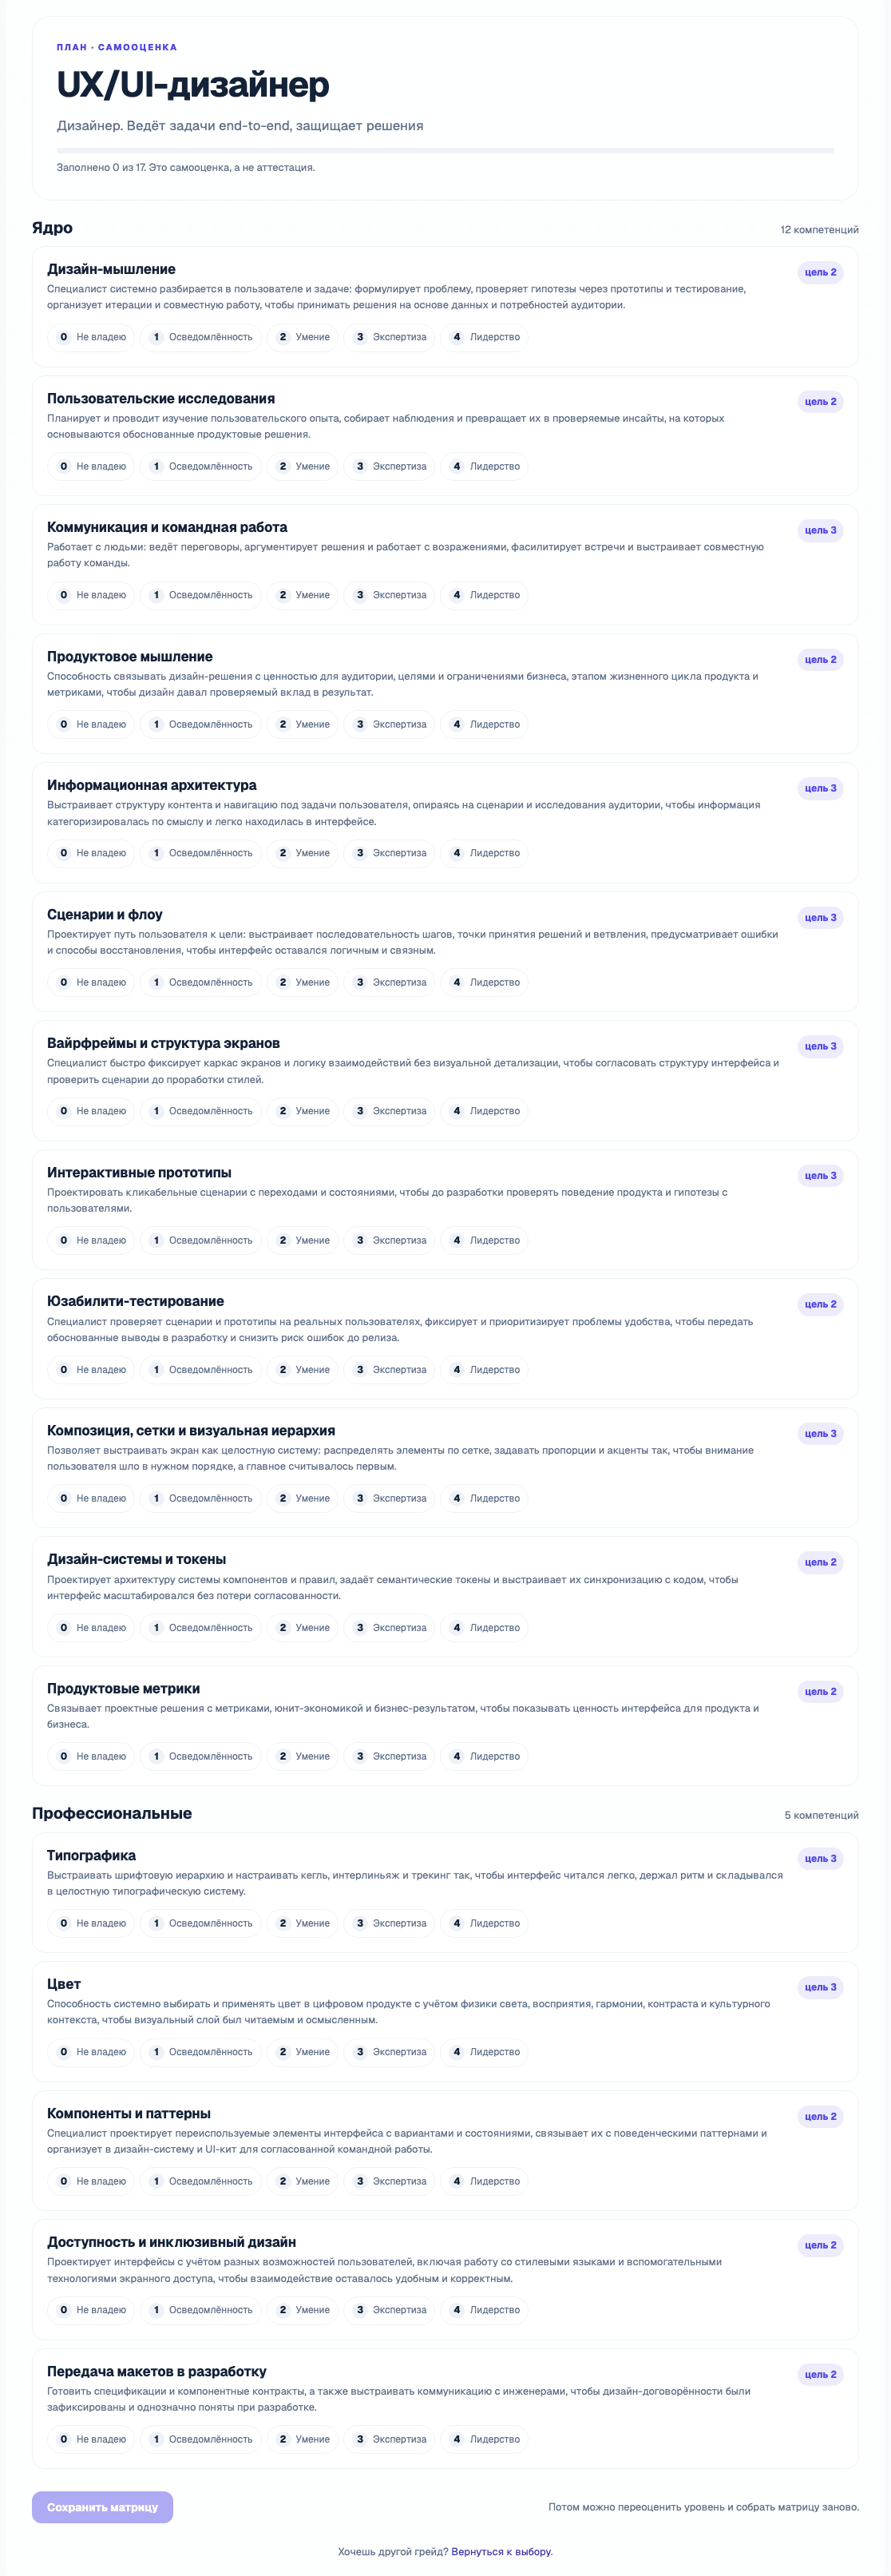 ПЛАН · САМООЦЕНКА
UX/UI-дизайнер
Дизайнер. Ведёт задачи end-to-end, защищает решения
Заполнено 0 из 17. Это самооценка, а не аттестация.
Ядро
12 компетенций
Дизайн-мышление
цель 2
Специалист системно разбирается в пользователе и задаче: формулирует проблему, проверяет гипотезы через прототипы и тестирование,
организует итерации и совместную работу, чтобы принимать решения на основе данных и потребностей аудитории.
0 Не владею 1 Осведомлённость 2 Умение 3 Экспертиза 4 Лидерство
Пользовательские исследования
цель 2
Планирует и проводит изучение пользовательского опыта, собирает наблюдения и превращает их в проверяемые инсайты, на которых
основываются обоснованные продуктовые решения.
0 Не владею 1 Осведомлённость 2 Умение 3 Экспертиза 4 Лидерство
Коммуникация и командная работа
цель 3
Работает с людьми: ведёт переговоры, аргументирует решения и работает с возражениями, фасилитирует встречи и выстраивает совместную
работу команды.
0 Не владею 1 Осведомлённость 2 Умение 3 Экспертиза 4 Лидерство
Продуктовое мышление
цель 2
Способность связывать дизайн-решения с ценностью для аудитории, целями и ограничениями бизнеса, этапом жизненного цикла продукта и
метриками, чтобы дизайн давал проверяемый вклад в результат.
0 Не владею 1 Осведомлённость 2 Умение 3 Экспертиза 4 Лидерство
Информационная архитектура
цель 3
Выстраивает структуру контента и навигацию под задачи пользователя, опираясь на сценарии и исследования аудитории, чтобы информация
категоризировалась по смыслу и легко находилась в интерфейсе.
0 Не владею 1 Осведомлённость 2 Умение 3 Экспертиза 4 Лидерство
Сценарии и флоу
цель 3
Проектирует путь пользователя к цели: выстраивает последовательность шагов, точки принятия решений и ветвления, предусматривает ошибки
и способы восстановления, чтобы интерфейс оставался логичным и связным.
0 Не владею 1 Осведомлённость 2 Умение 3 Экспертиза 4 Лидерство
Вайрфреймы и структура экранов
цель 3
Специалист быстро фиксирует каркас экранов и логику взаимодействий без визуальной детализации, чтобы согласовать структуру интерфейса и
проверить сценарии до проработки стилей.
0 Не владею 1 Осведомлённость 2 Умение 3 Экспертиза 4 Лидерство
Интерактивные прототипы
цель 3
Проектировать кликабельные сценарии с переходами и состояниями, чтобы до разработки проверять поведение продукта и гипотезы с
пользователями.
0 Не владею 1 Осведомлённость 2 Умение 3 Экспертиза 4 Лидерство
Юзабилити-тестирование
цель 2
Специалист проверяет сценарии и прототипы на реальных пользователях, фиксирует и приоритизирует проблемы удобства, чтобы передать
обоснованные выводы в разработку и снизить риск ошибок до релиза.
0 Не владею 1 Осведомлённость 2 Умение 3 Экспертиза 4 Лидерство
Композиция, сетки и визуальная иерархия
цель 3
Позволяет выстраивать экран как целостную систему: распределять элементы по сетке, задавать пропорции и акценты так, чтобы внимание
пользователя шло в нужном порядке, а главное считывалось первым.
0 Не владею 1 Осведомлённость 2 Умение 3 Экспертиза 4 Лидерство
Дизайн-системы и токены
цель 2
Проектирует архитектуру системы компонентов и правил, задаёт семантические токены и выстраивает их синхронизацию с кодом, чтобы
интерфейс масштабировался без потери согласованности.
0 Не владею 1 Осведомлённость 2 Умение 3 Экспертиза 4 Лидерство
Продуктовые метрики
цель 2
Связывает проектные решения с метриками, юнит-экономикой и бизнес-результатом, чтобы показывать ценность интерфейса для продукта и
бизнеса.
0 Не владею 1 Осведомлённость 2 Умение 3 Экспертиза 4 Лидерство
Профессиональные
5 компетенций
Типографика
цель 3
Выстраивать шрифтовую иерархию и настраивать кегль, интерлиньяж и трекинг так, чтобы интерфейс читался легко, держал ритм и складывался
в целостную типографическую систему.
0 Не владею 1 Осведомлённость 2 Умение 3 Экспертиза 4 Лидерство
Цвет
цель 3
Способность системно выбирать и применять цвет в цифровом продукте с учётом физики света, восприятия, гармонии, контраста и культурного
контекста, чтобы визуальный слой был читаемым и осмысленным.
0 Не владею 1 Осведомлённость 2 Умение 3 Экспертиза 4 Лидерство
Компоненты и паттерны
цель 2
Специалист проектирует переиспользуемые элементы интерфейса с вариантами и состояниями, связывает их с поведенческими паттернами и
организует в дизайн-систему и UI-кит для согласованной командной работы.
0 Не владею 1 Осведомлённость 2 Умение 3 Экспертиза 4 Лидерство
Доступность и инклюзивный дизайн
цель 2
Проектирует интерфейсы с учётом разных возможностей пользователей, включая работу со стилевыми языками и вспомогательными
технологиями экранного доступа, чтобы взаимодействие оставалось удобным и корректным.
0 Не владею 1 Осведомлённость 2 Умение 3 Экспертиза 4 Лидерство
Передача макетов в разработку
цель 2
Готовить спецификации и компонентные контракты, а также выстраивать коммуникацию с инженерами, чтобы дизайн-договорённости были
зафиксированы и однозначно поняты при разработке.
0 Не владею 1 Осведомлённость 2 Умение 3 Экспертиза 4 Лидерство
Сохранить матрицу
Потом можно переоценить уровень и собрать матрицу заново.
Хочешь другой грейд? Вернуться к выбору.